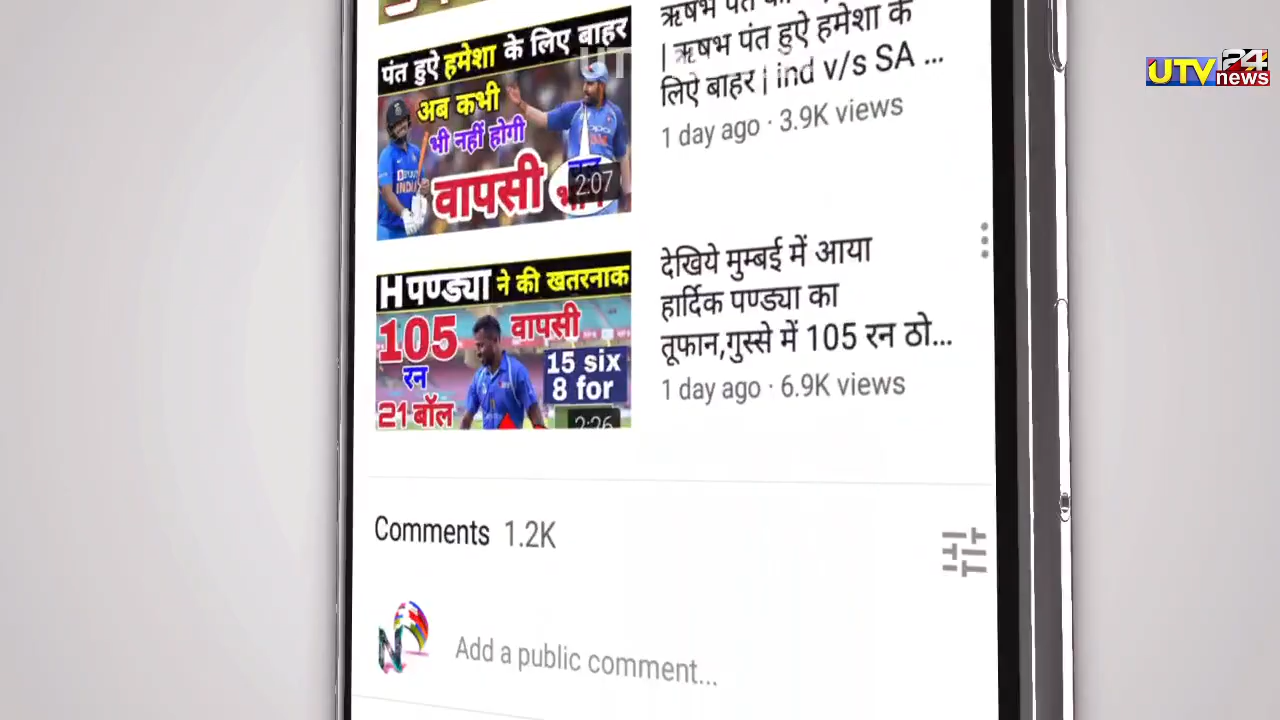 पंत हुऐ हमेशा के लिए बाहर
अब कभी
भी नहीं होगी
वापसी
2:07
| ऋषभ पंत हुऐ हमेशा के
लिऐ बाहर | ind v/s SA ...
1 day ago · 3.9K views
UTV 24 news
H पण्ड्या ने की खतरनाक
105
रन
21 बॉल
वापसी
15 six
8 for
2:26
देखिये मुम्बई में आया
हार्दिक पण्ड्या का
तूफान,गुस्से में 105 रन ठो...
1 day ago · 6.9K views
Comments 1.2K
Add a public comment...